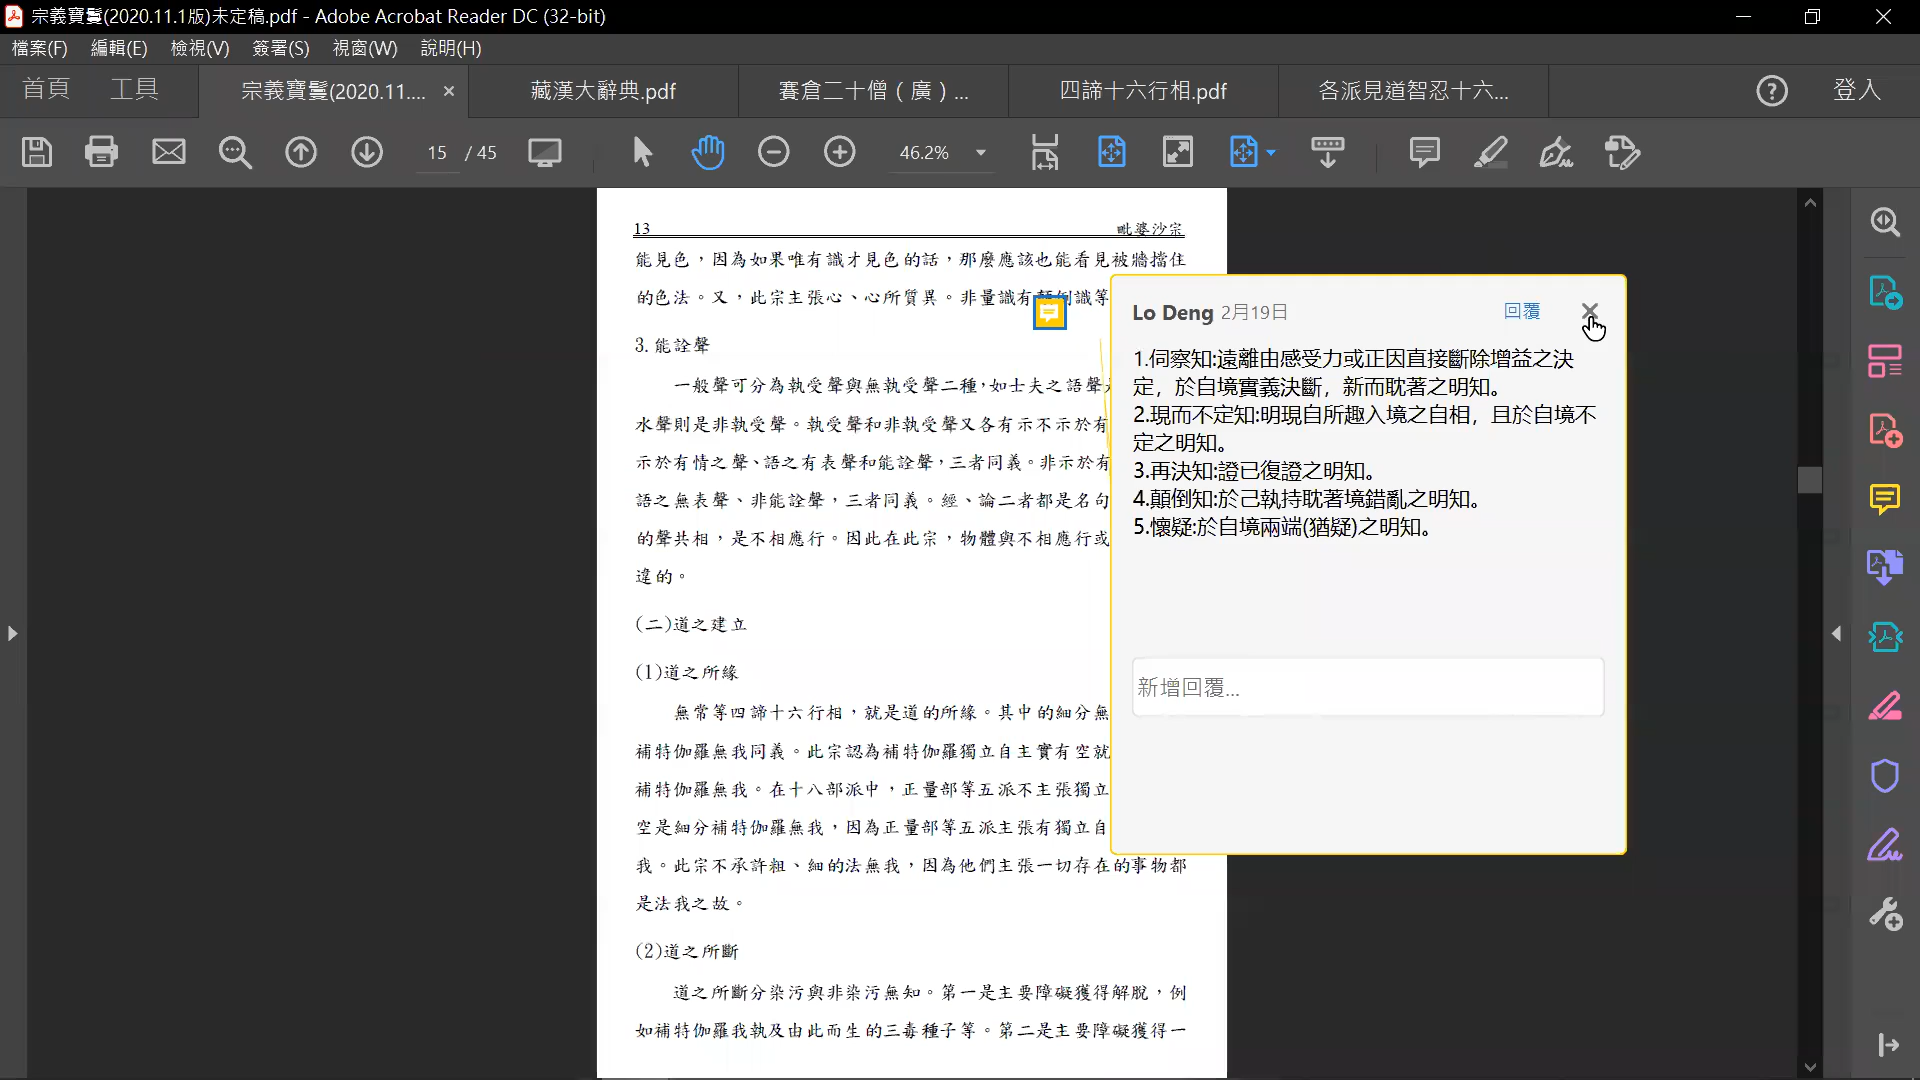 宗義寶鬘(2020.11.1版)未定稿.pdf - Adobe Acrobat Reader DC (32-bit)
檔案(F) 編輯(E) 檢視(V) 簽署(S) 視窗(W) 說明(H)
首頁 工具 宗義寶鬘(2020.11.... × 藏漢大辭典.pdf 賽倉二十僧（廣）... 四諦十六行相.pdf 各派見道智忍十六... 登入
15 / 45 46.2%
13 毗婆沙宗
能見色，因為如果唯有識才見色的話，那麼應該也能看見被牆擋住
的色法。又，此宗主張心、心所質異。非量識有顛倒識等
3. 能詮聲
一般聲可分為執受聲與無執受聲二種，如士夫之語聲
水聲則是非執受聲。執受聲和非執受聲又各有示不示於有
示於有情之聲、語之有表聲和能詮聲，三者同義。非示於有
語之無表聲、非能詮聲，三者同義。經、論二者都是名句
的聲共相，是不相應行。因此在此宗，物體與不相應行或
違的。
(二)道之建立
(1)道之所緣
無常等四諦十六行相，就是道的所緣。其中的細分無
補特伽羅無我同義。此宗認為補特伽羅獨立自主實有空就
補特伽羅無我。在十八部派中，正量部等五派不主張獨立
空是細分補特伽羅無我，因為正量部等五派主張有獨立自
我。此宗不承許粗、細的法無我，因為他們主張一切存在的事物都
是法我之故。
(2)道之所斷
道之所斷分染污與非染污無知。第一是主要障礙獲得解脫，例
如補特伽羅我執及由此而生的三毒種子等。第二是主要障礙獲得一
Lo Deng 2月19日 回覆
1.伺察知:遠離由感受力或正因直接斷除增益之決
定，於自境實義決斷，新而耽著之明知。
2.現而不定知:明現自所趣入境之自相，且於自境不
定之明知。
3.再決知:證已復證之明知。
4.顛倒知:於己執持耽著境錯亂之明知。
5.懷疑:於自境兩端(猶疑)之明知。
新增回覆...